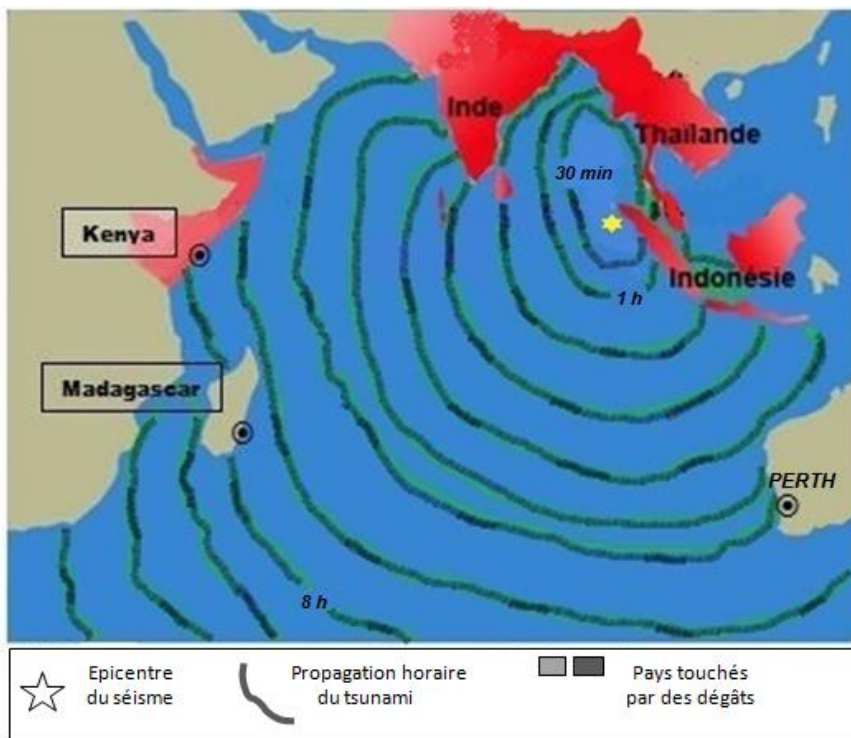 Inde
Thaïlande
30 min
Kenya
Indonésie
1 h
Madagascar
PERTH
8 h
Epicentre
du séisme
Propagation horaire
du tsunami
Pays touchés
par des dégâts